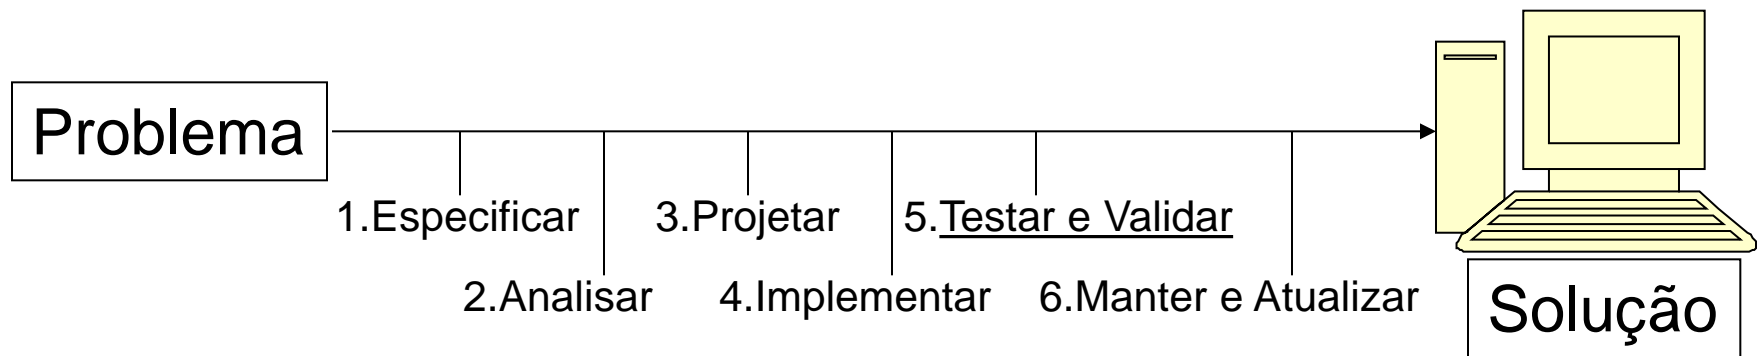 Problema
1.Especificar
3.Projetar
5.Testar e Validar
2.Analisar
4.Implementar
6.Manter e Atualizar
Solução